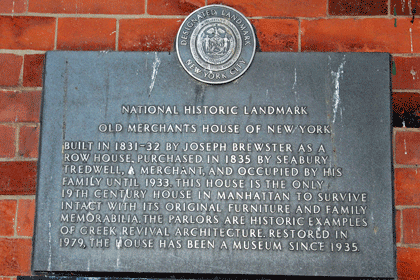 DESIGNATED LANDMARK
NEW YORK CITY
NATIONAL HISTORIC LANDMARK
OLD MERCHANTS HOUSE OF NEW YORK
BUILT IN 1831-32 BY JOSEPH BREWSTER AS A
ROW HOUSE, PURCHASED IN 1835 BY SEABURY
TREDWELL, A MERCHANT, AND OCCUPIED BY HIS
FAMILY UNTIL 1933. THIS HOUSE IS THE ONLY
19TH CENTURY HOUSE IN MANHATTAN TO SURVIVE
INTACT WITH ITS ORIGINAL FURNITURE AND FAMILY
MEMORABILIA. THE PARLORS ARE HISTORIC EXAMPLES
OF GREEK REVIVAL ARCHITECTURE. RESTORED IN
1979, THE HOUSE HAS BEEN A MUSEUM SINCE 1935.